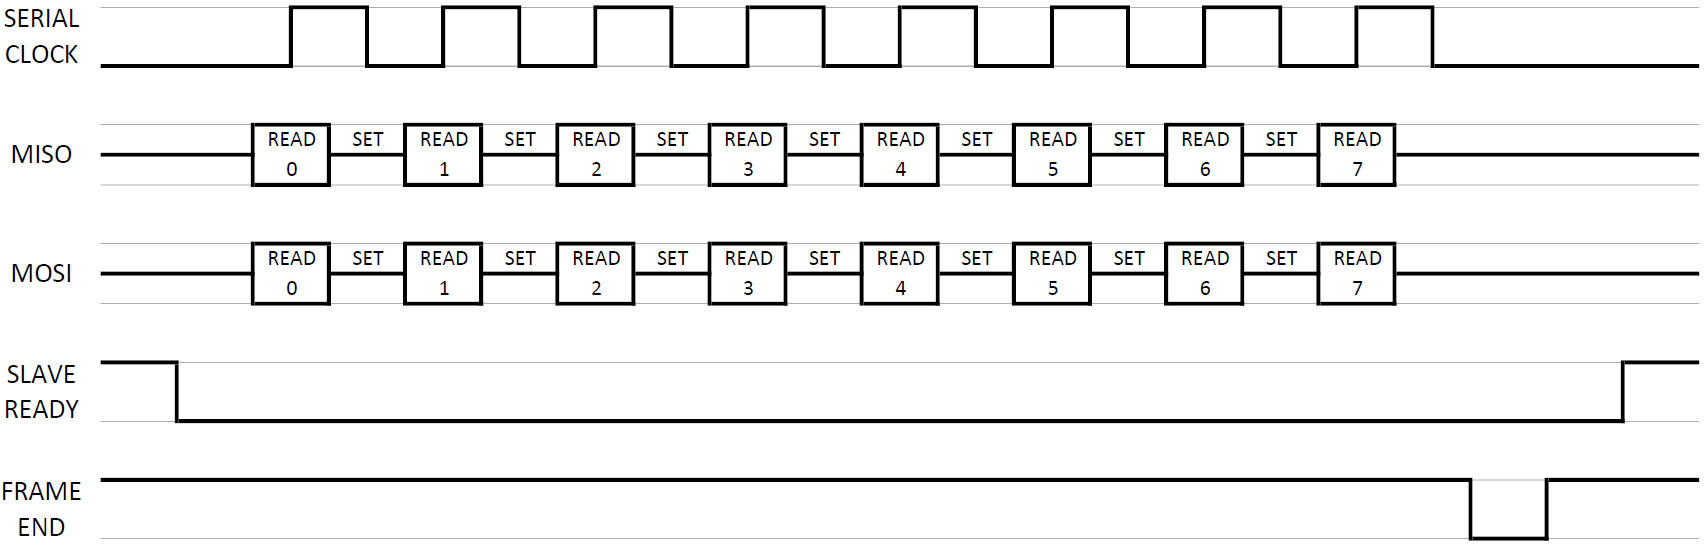 SERIAL
CLOCK
MISO
READ SET READ SET READ SET READ SET READ SET READ SET READ SET READ
0 1 2 3 4 5 6 7
MOSI
READ SET READ SET READ SET READ SET READ SET READ SET READ SET READ
0 1 2 3 4 5 6 7
SLAVE
READY
FRAME
END